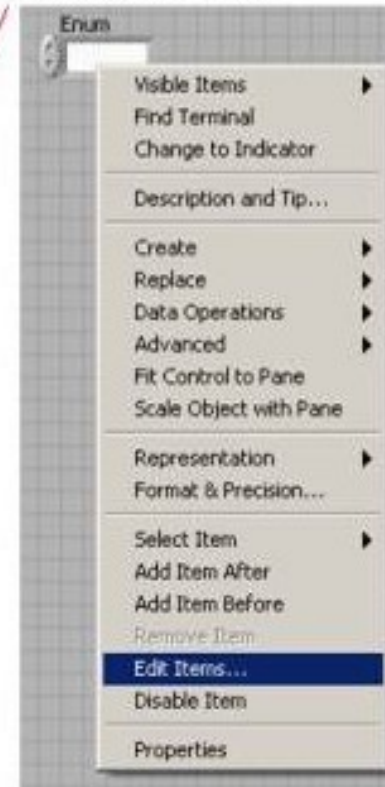 Enum
Visible Items
Find Terminal
Change to Indicator
Description and Tip...
Create
Replace
Data Operations
Advanced
Fit Control to Pane
Scale Object with Pane
Representation
Format & Precision...
Select Item
Add Item After
Add Item Before
Remove Item
Edit Items...
Disable Item
Properties